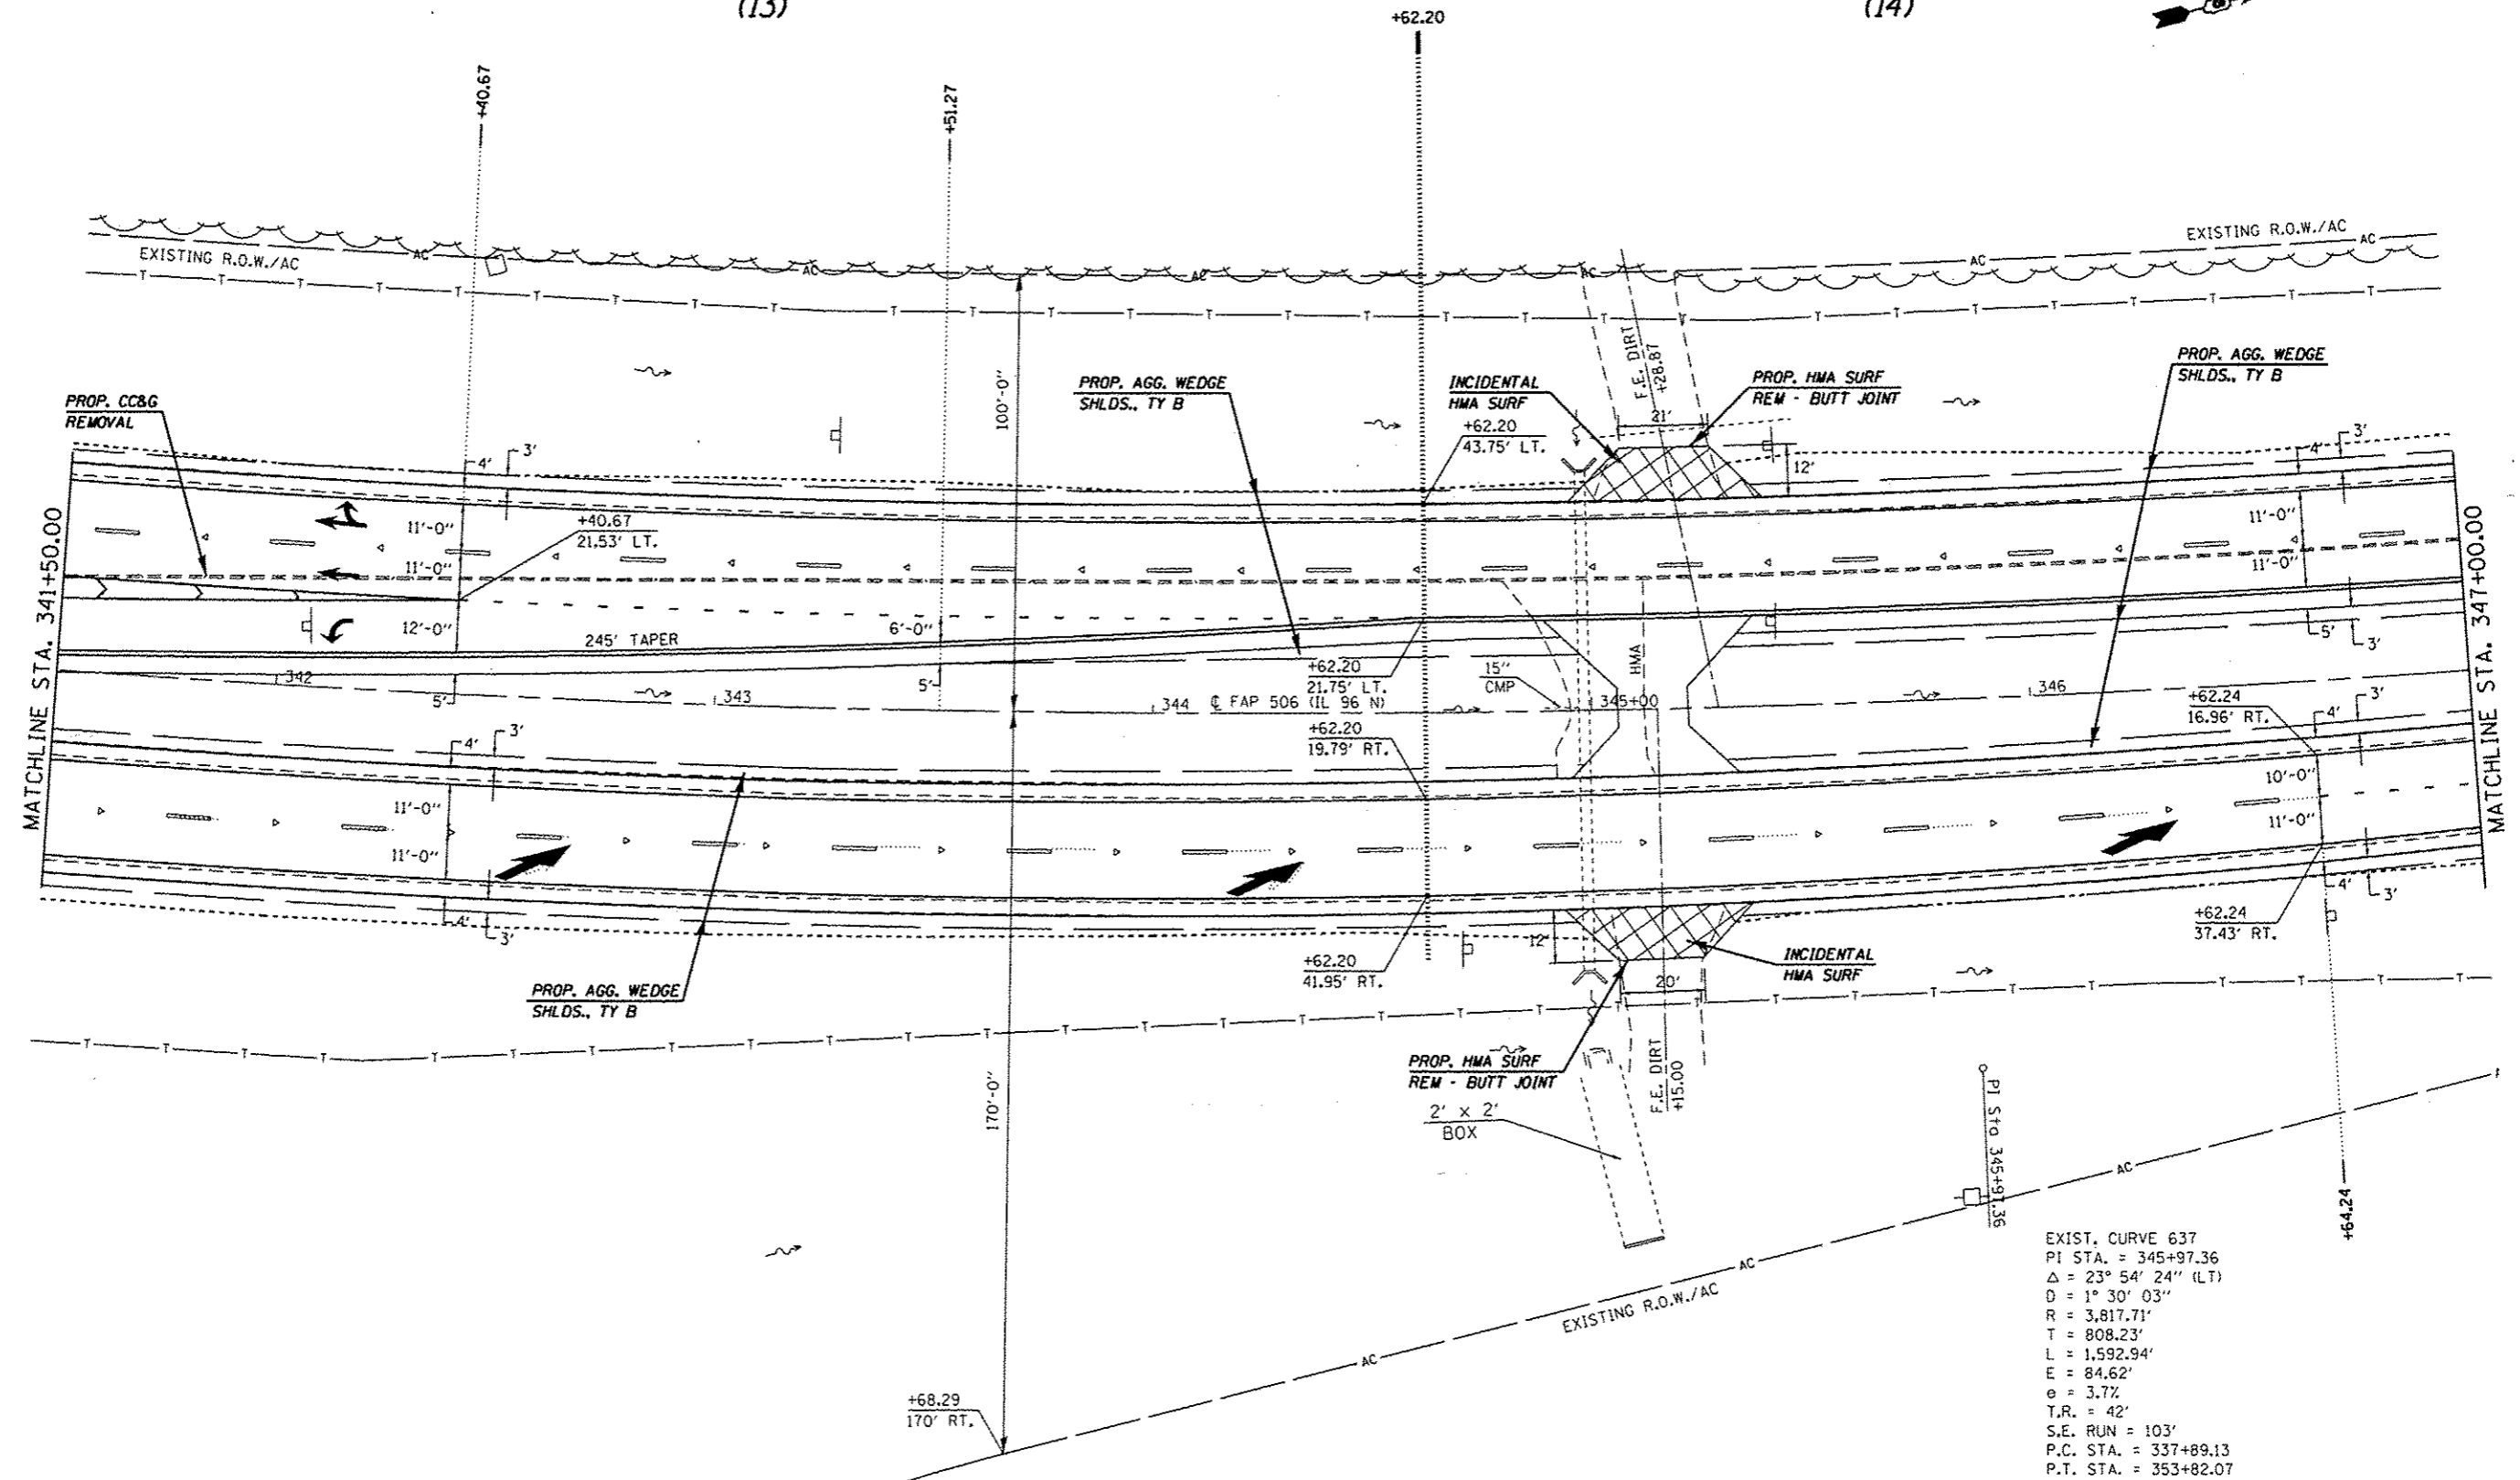 (13)
+62.20
(14)
+40.67
+51.27
EXISTING R.O.W./AC
AC
AC
AC
AC
AC
EXISTING R.O.W./AC
AC
T T T T T T T T T T T T T T T T T T T T T T T T T T T T
PROP. CC&G
REMOVAL
100'-0"
PROP. AGG. WEDGE
SHLDS., TY B
INCIDENTAL
HMA SURF
F.E. DIRT
+28.87
PROP. HMA SURF
REM - BUTT JOINT
PROP. AGG. WEDGE
SHLDS., TY B
21'
+62.20
43.75' LT.
12'
4'
3'
4'
3'
MATCHLINE STA. 341+50.00
11'-0"
11'-0"
+40.67
21.53' LT.
11'-0"
11'-0"
12'-0"
245' TAPER
6'-0"
5'
5'
5'
3'
+62.20
21.75' LT.
15"
CMP
HMA
342
343
344
℄ FAP 506 (IL 96 N)
345+00
346
+62.20
19.79' RT.
+62.24
16.96' RT.
4'
3'
4'
3'
10'-0"
11'-0"
11'-0"
11'-0"
MATCHLINE STA. 347+00.00
4'
3'
4'
3'
+62.24
37.43' RT.
12'
20'
INCIDENTAL
HMA SURF
+62.20
41.95' RT.
PROP. AGG. WEDGE
SHLDS., TY B
PROP. HMA SURF
REM - BUTT JOINT
2' x 2'
BOX
F.E. DIRT
+15.00
170'-0"
PI Sta 345+97.36
+64.24
AC
AC
AC
EXISTING R.O.W./AC
+68.29
170' RT.
EXIST. CURVE 637
PI STA. = 345+97.36
Δ = 23° 54' 24" (LT)
D = 1° 30' 03"
R = 3,817.71'
T = 808.23'
L = 1,592.94'
E = 84.62'
e = 3.7%
T.R. = 42'
S.E. RUN = 103'
P.C. STA. = 337+89.13
P.T. STA. = 353+82.07